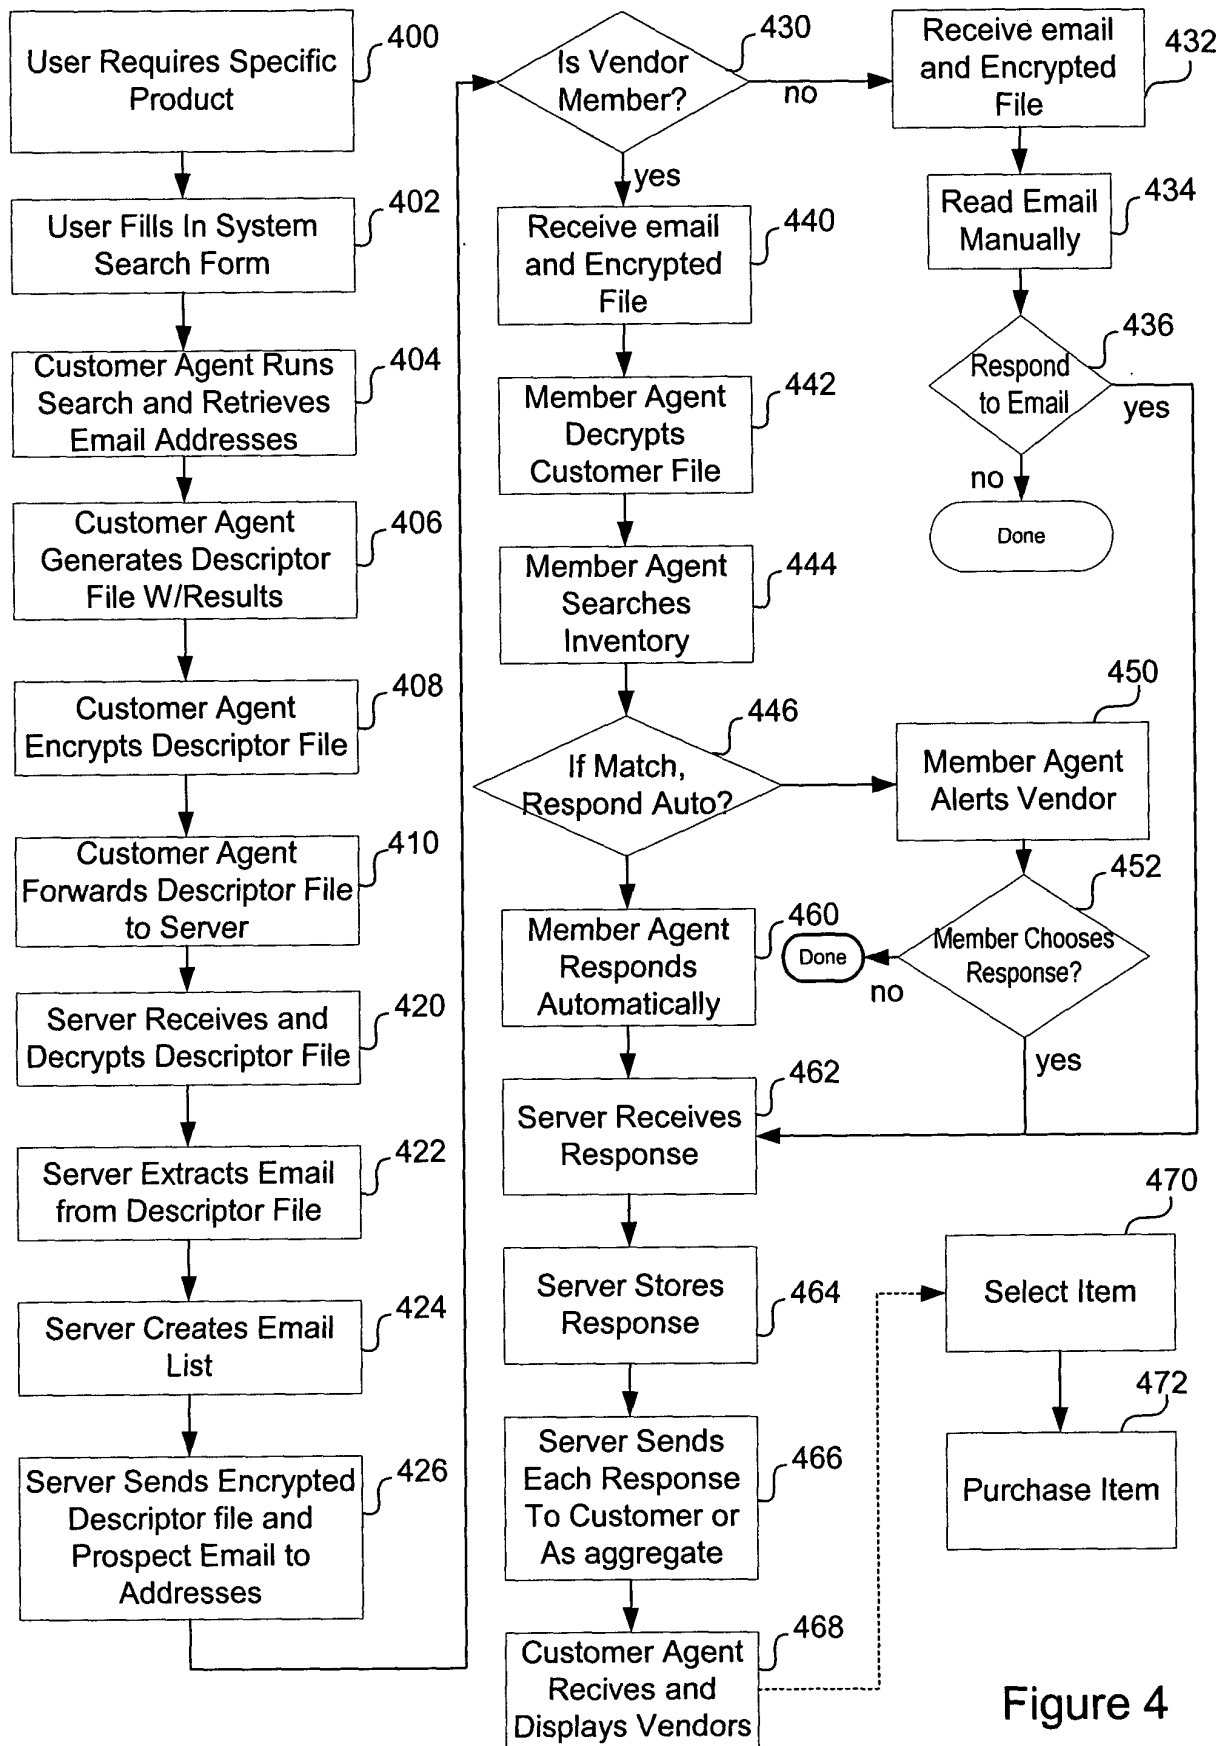 User Requires Specific
Product
400
User Fills In System
Search Form
402
Customer Agent Runs
Search and Retrieves
Email Addresses
404
Customer Agent
Generates Descriptor
File W/Results
406
Customer Agent
Encrypts Descriptor File
408
Customer Agent
Forwards Descriptor File
to Server
410
Server Receives and
Decrypts Descriptor File
420
Server Extracts Email
from Descriptor File
422
Server Creates Email
List
424
Server Sends Encrypted
Descriptor file and
Prospect Email to
Addresses
426
Is Vendor
Member?
430
no
yes
Receive email
and Encrypted
File
432
Read Email
Manually
434
Respond
to Email
436
yes
no
Done
Receive email
and Encrypted
File
440
Member Agent
Decrypts
Customer File
442
Member Agent
Searches
Inventory
444
If Match,
Respond Auto?
446
Member Agent
Alerts Vendor
450
Member Chooses
Response?
452
no
Done
yes
Member Agent
Responds
Automatically
460
Server Receives
Response
462
Server Stores
Response
464
Server Sends
Each Response
To Customer or
As aggregate
466
Customer Agent
Recives and
Displays Vendors
468
Select Item
470
Purchase Item
472
Figure 4